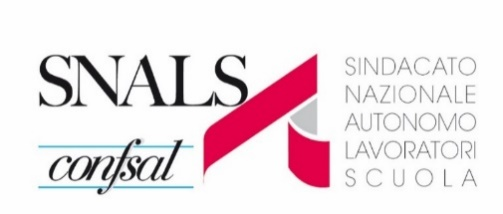 SNALS
confsal
SINDACATO
NAZIONALE
AUTONOMO
LAVORATORI
SCUOLA